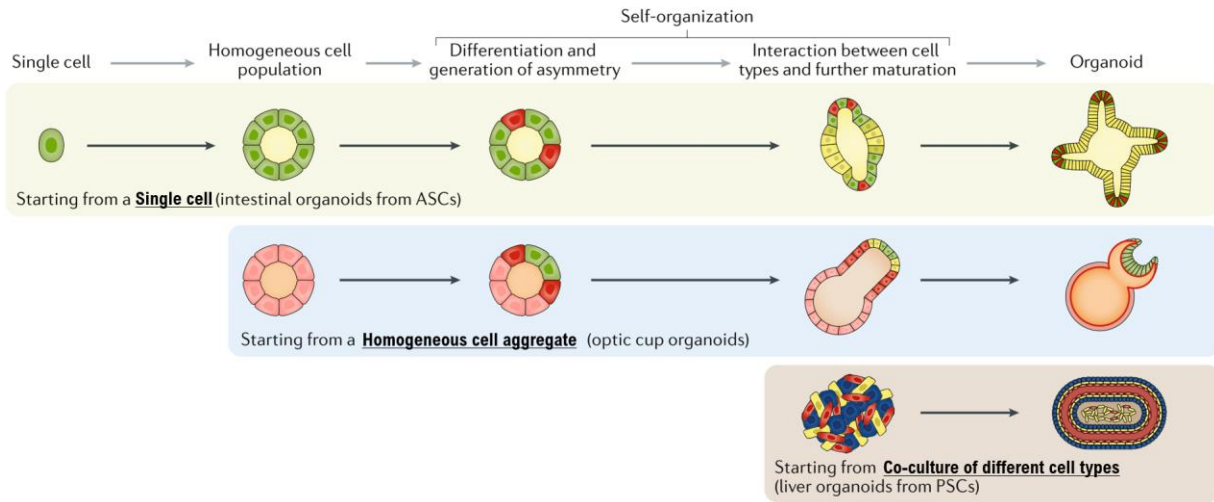 Self-organization
Single cell
Homogeneous cell
population
Differentiation and
generation of asymmetry
Interaction between cell
types and further maturation
Organoid
Starting from a Single cell (intestinal organoids from ASCs)
Starting from a Homogeneous cell aggregate (optic cup organoids)
Starting from Co-culture of different cell types
(liver organoids from PSCs)